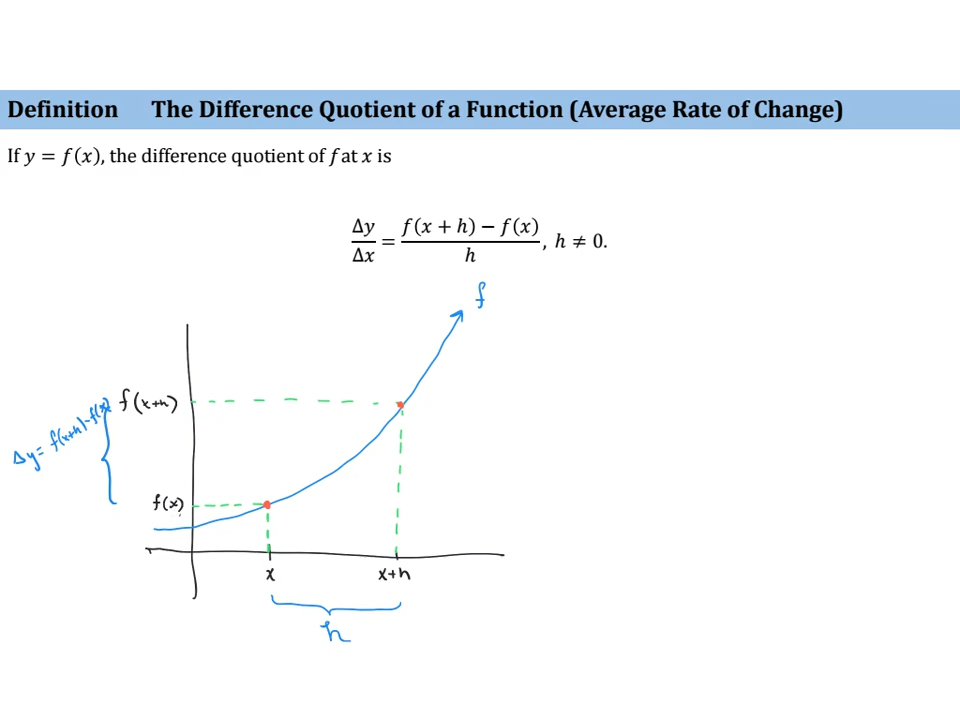 Definition The Difference Quotient of a Function (Average Rate of Change)
If y = f(x), the difference quotient of f at x is
Δy/Δx = f(x + h) − f(x)/h, h ≠ 0.
f
f(x+h)
Δy = f(x+h) - f(x)
f(x)
x x+h
h